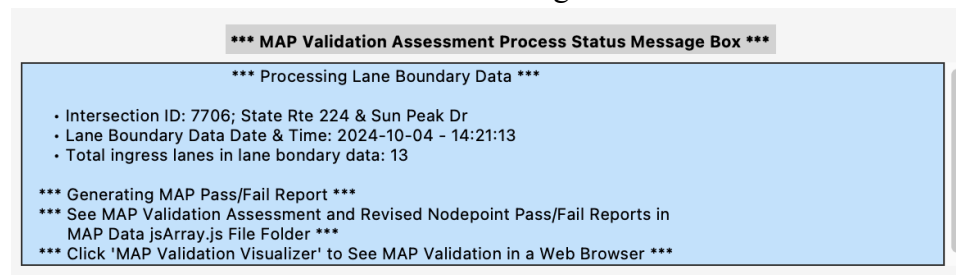 *** MAP Validation Assessment Process Status Message Box ***
*** Processing Lane Boundary Data ***
• Intersection ID: 7706; State Rte 224 & Sun Peak Dr
• Lane Boundary Data Date & Time: 2024-10-04 - 14:21:13
• Total ingress lanes in lane bondary data: 13
*** Generating MAP Pass/Fail Report ***
*** See MAP Validation Assessment and Revised Nodepoint Pass/Fail Reports in
MAP Data jsArray.js File Folder ***
*** Click 'MAP Validation Visualizer' to See MAP Validation in a Web Browser ***